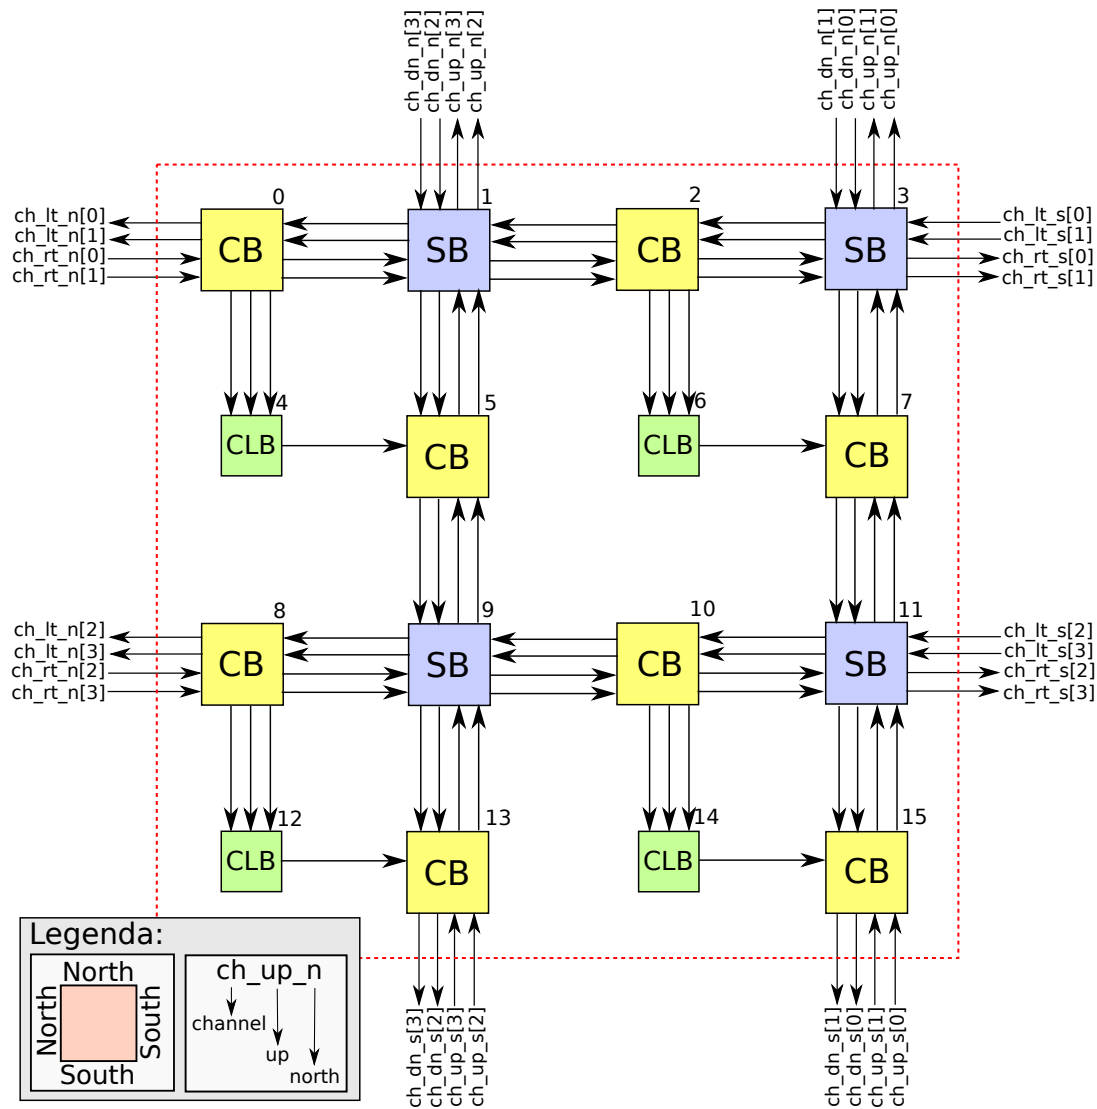 ch_dn_n[3]
ch_dn_n[2]
ch_up_n[3]
ch_up_n[2]
ch_dn_n[1]
ch_dn_n[0]
ch_up_n[1]
ch_up_n[0]
0
1
2
3
ch_lt_n[0]
ch_lt_n[1]
ch_rt_n[0]
ch_rt_n[1]
CB
SB
CB
SB
ch_lt_s[0]
ch_lt_s[1]
ch_rt_s[0]
ch_rt_s[1]
4
5
6
7
CLB
CB
CLB
CB
8
9
10
11
ch_lt_n[2]
ch_lt_n[3]
ch_rt_n[2]
ch_rt_n[3]
CB
SB
CB
SB
ch_lt_s[2]
ch_lt_s[3]
ch_rt_s[2]
ch_rt_s[3]
12
13
14
15
CLB
CB
CLB
CB
Legenda:
North
North
South
South
ch_up_n
channel
up
north
ch_dn_s[3]
ch_dn_s[2]
ch_up_s[3]
ch_up_s[2]
ch_dn_s[1]
ch_dn_s[0]
ch_up_s[1]
ch_up_s[0]